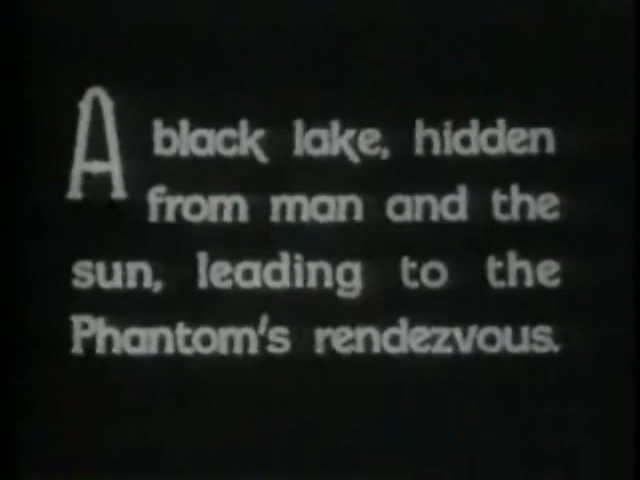 A black lake, hidden
from man and the
sun, leading to the
Phantom's rendezvous.